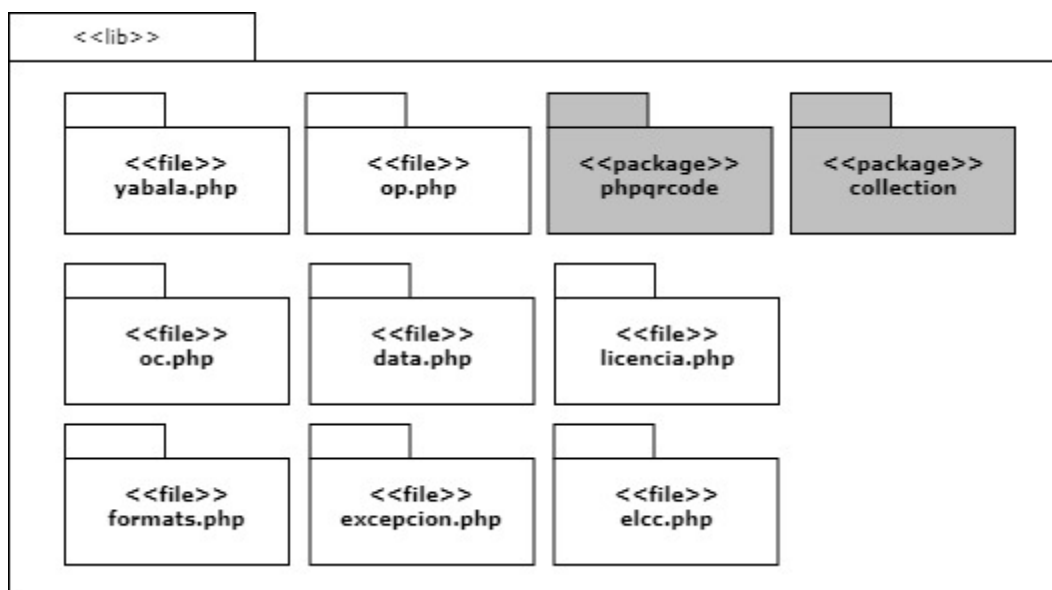 <<lib>>
<<file>>
yabala.php
<<file>>
op.php
<<package>>
phpqrcode
<<package>>
collection
<<file>>
oc.php
<<file>>
data.php
<<file>>
licencia.php
<<file>>
formats.php
<<file>>
excepcion.php
<<file>>
elcc.php